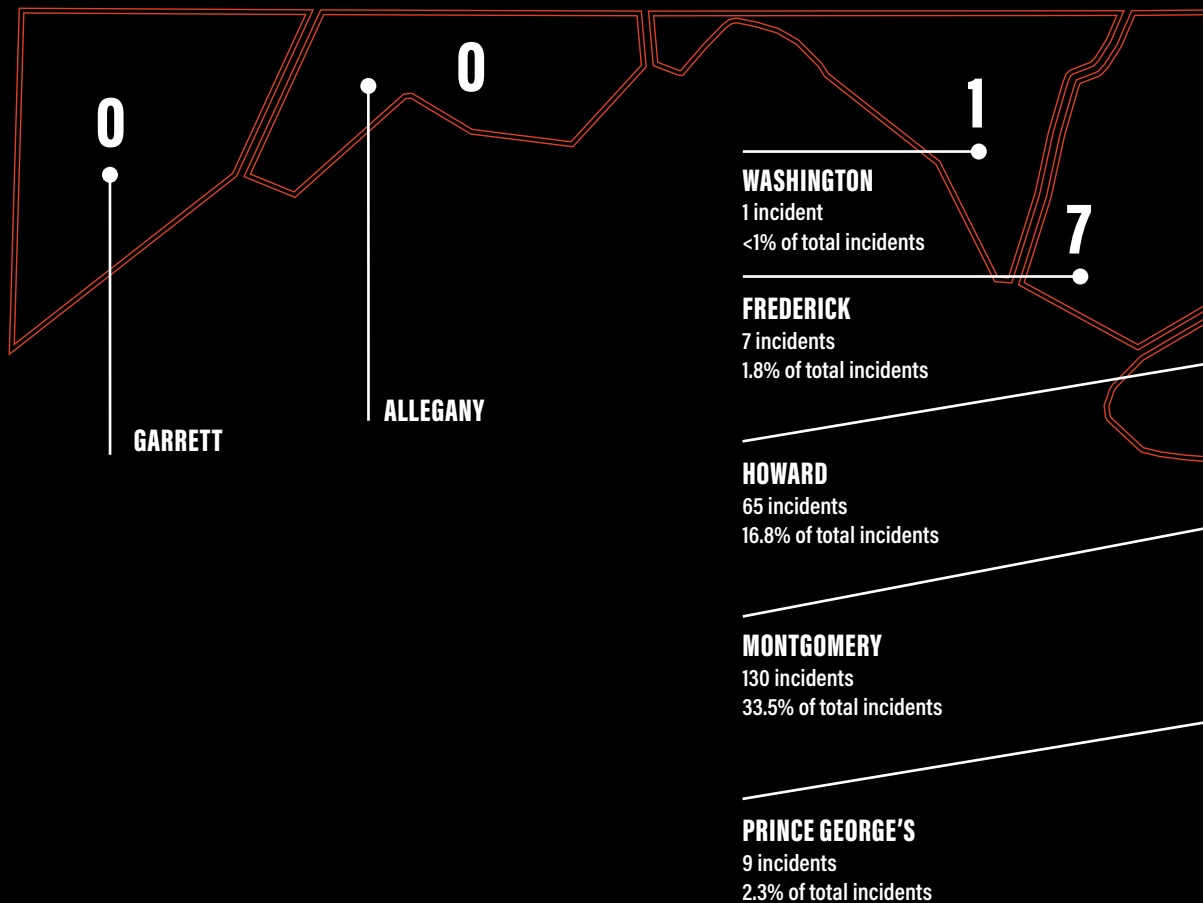 0
GARRETT
0
ALLEGANY
1
WASHINGTON
1 incident
<1% of total incidents
7
FREDERICK
7 incidents
1.8% of total incidents
HOWARD
65 incidents
16.8% of total incidents
MONTGOMERY
130 incidents
33.5% of total incidents
PRINCE GEORGE'S
9 incidents
2.3% of total incidents